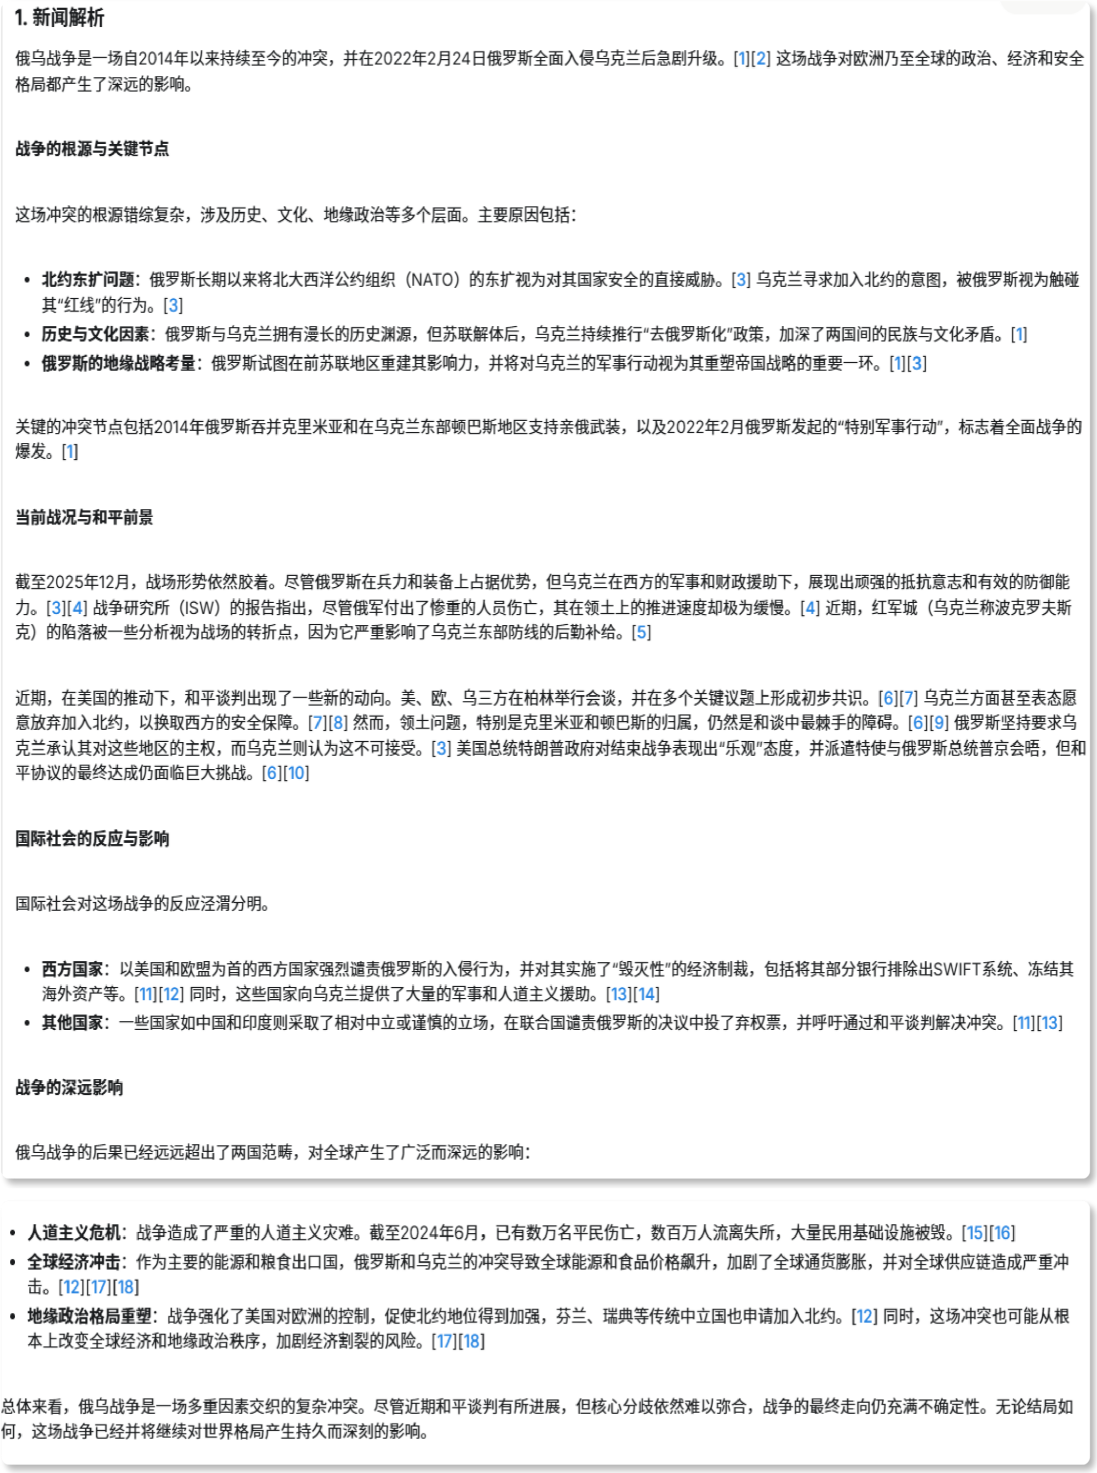 1. 新闻解析
俄乌战争是一场自2014年以来持续至今的冲突，并在2022年2月24日俄罗斯全面入侵乌克兰后急剧升级。[1][2] 这场战争对欧洲乃至全球的政治、经济和安全
格局都产生了深远的影响。
战争的根源与关键节点
这场冲突的根源错综复杂，涉及历史、文化、地缘政治等多个层面。主要原因包括：
• 北约东扩问题：俄罗斯长期以来将北大西洋公约组织（NATO）的东扩视为对其国家安全的直接威胁。[3] 乌克兰寻求加入北约的意图，被俄罗斯视为触碰
其“红线”的行为。[3]
• 历史与文化因素：俄罗斯与乌克兰拥有漫长的历史渊源，但苏联解体后，乌克兰持续推行“去俄罗斯化”政策，加深了两国间的民族与文化矛盾。[1]
• 俄罗斯的地缘战略考量：俄罗斯试图在前苏联地区重建其影响力，并将对乌克兰的军事行动视为其重塑帝国战略的重要一环。[1][3]
关键的冲突节点包括2014年俄罗斯吞并克里米亚和在乌克兰东部顿巴斯地区支持亲俄武装，以及2022年2月俄罗斯发起的“特别军事行动”，标志着全面战争的
爆发。[1]
当前战况与和平前景
截至2025年12月，战场形势依然胶着。尽管俄罗斯在兵力和装备上占据优势，但乌克兰在西方的军事和财政援助下，展现出顽强的抵抗意志和有效的防御能
力。[3][4] 战争研究所（ISW）的报告指出，尽管俄军付出了惨重的人员伤亡，其在领土上的推进速度却极为缓慢。[4] 近期，红军城（乌克兰称波克罗夫斯
克）的陷落被一些分析视为战场的转折点，因为它严重影响了乌克兰东部防线的后勤补给。[5]
近期，在美国的推动下，和平谈判出现了一些新的动向。美、欧、乌三方在柏林举行会谈，并在多个关键议题上形成初步共识。[6][7] 乌克兰方面甚至表态愿
意放弃加入北约，以换取西方的安全保障。[7][8] 然而，领土问题，特别是克里米亚和顿巴斯的归属，仍然是和谈中最棘手的障碍。[6][9] 俄罗斯坚持要求乌
克兰承认其对这些地区的主权，而乌克兰则认为这不可接受。[3] 美国总统特朗普政府对结束战争表现出“乐观”态度，并派遣特使与俄罗斯总统普京会晤，但和
平协议的最终达成仍面临巨大挑战。[6][10]
国际社会的反应与影响
国际社会对这场战争的反应泾渭分明。
• 西方国家：以美国和欧盟为首的西方国家强烈谴责俄罗斯的入侵行为，并对其实施了“毁灭性”的经济制裁，包括将其部分银行排除出SWIFT系统、冻结其
海外资产等。[11][12] 同时，这些国家向乌克兰提供了大量的军事和人道主义援助。[13][14]
• 其他国家：一些国家如中国和印度则采取了相对中立或谨慎的立场，在联合国谴责俄罗斯的决议中投了弃权票，并呼吁通过和平谈判解决冲突。[11][13]
战争的深远影响
俄乌战争的后果已经远远超出了两国范畴，对全球产生了广泛而深远的影响：
• 人道主义危机：战争造成了严重的人道主义灾难。截至2024年6月，已有数万名平民伤亡，数百万人流离失所，大量民用基础设施被毁。[15][16]
• 全球经济冲击：作为主要的能源和粮食出口国，俄罗斯和乌克兰的冲突导致全球能源和食品价格飙升，加剧了全球通货膨胀，并对全球供应链造成严重冲
击。[12][17][18]
• 地缘政治格局重塑：战争强化了美国对欧洲的控制，促使北约地位得到加强，芬兰、瑞典等传统中立国也申请加入北约。[12] 同时，这场冲突也可能从根
本上改变全球经济和地缘政治秩序，加剧经济割裂的风险。[17][18]
总体来看，俄乌战争是一场多重因素交织的复杂冲突。尽管近期和平谈判有所进展，但核心分歧依然难以弥合，战争的最终走向仍充满不确定性。无论结局如
何，这场战争已经并将继续对世界格局产生持久而深刻的影响。